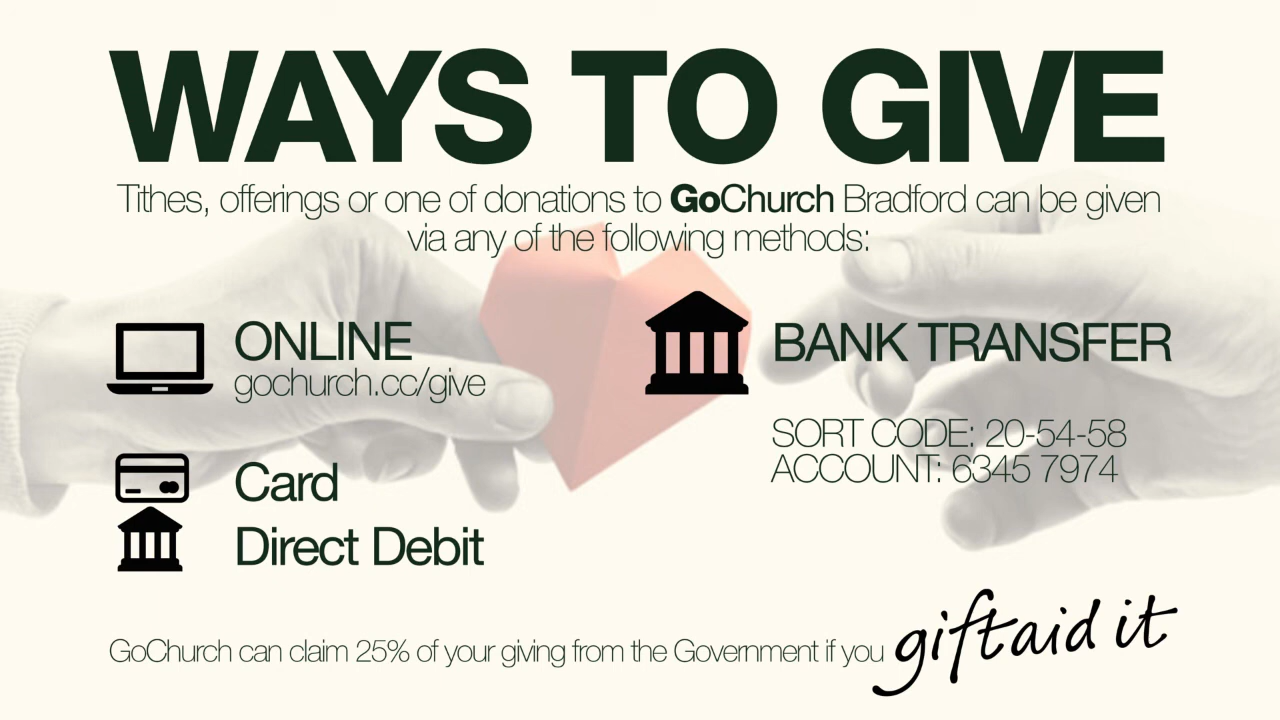 WAYS TO GIVE
Tithes, offerings or one of donations to GoChurch Bradford can be given
via any of the following methods:
ONLINE
gochurch.cc/give
Card
Direct Debit
BANK TRANSFER
SORT CODE: 20-54-58
ACCOUNT: 6345 7974
GoChurch can claim 25% of your giving from the Government if you giftaid it